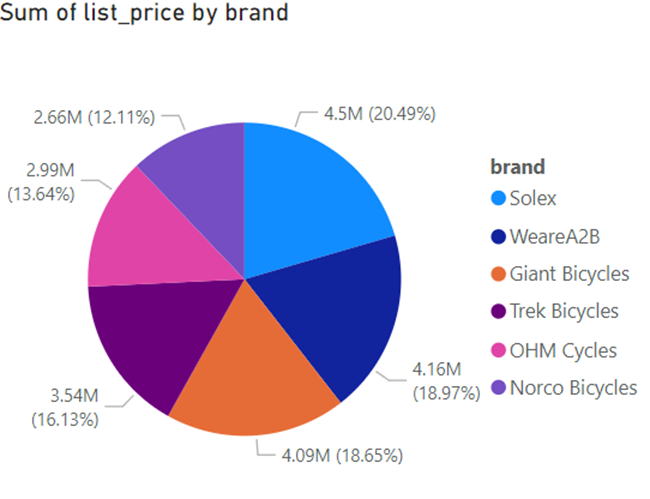 Sum of list_price by brand
2.66M (12.11%)
4.5M (20.49%)
2.99M
(13.64%)
brand
Solex
WeareA2B
Giant Bicycles
Trek Bicycles
OHM Cycles
Norco Bicycles
4.16M
(18.97%)
3.54M
(16.13%)
4.09M (18.65%)